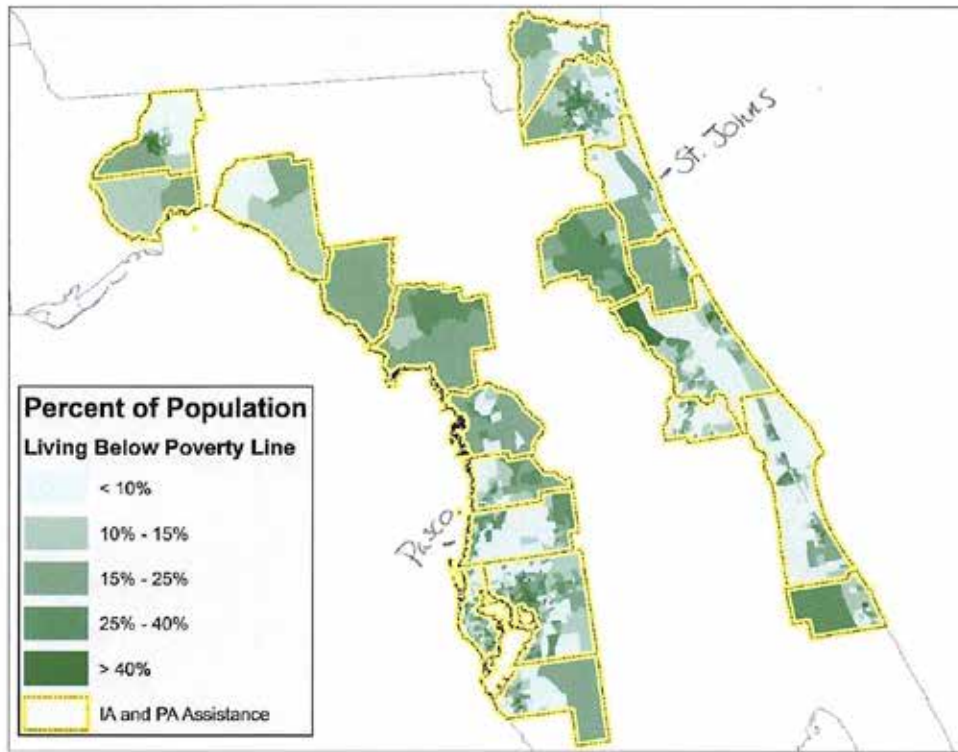 St. Johns
Pasco
Percent of Population
Living Below Poverty Line
< 10%
10% - 15%
15% - 25%
25% - 40%
> 40%
IA and PA Assistance